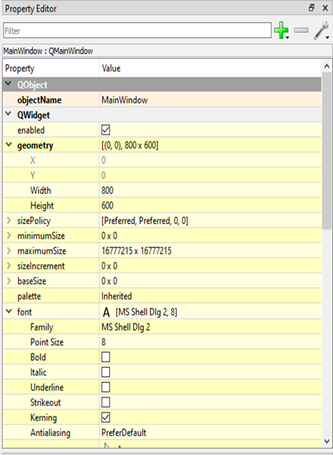 Property Editor
Filter
MainWindow : QMainWindow
Property Value
QObject
objectName MainWindow
QWidget
enabled
geometry [(0, 0), 800 x 600]
X 0
Y 0
Width 800
Height 600
sizePolicy [Preferred, Preferred, 0, 0]
minimumSize 0 x 0
maximumSize 16777215 x 16777215
sizeIncrement 0 x 0
baseSize 0 x 0
palette Inherited
font A [MS Shell Dlg 2, 8]
Family MS Shell Dlg 2
Point Size 8
Bold
Italic
Underline
Strikeout
Kerning
Antialiasing PreferDefault